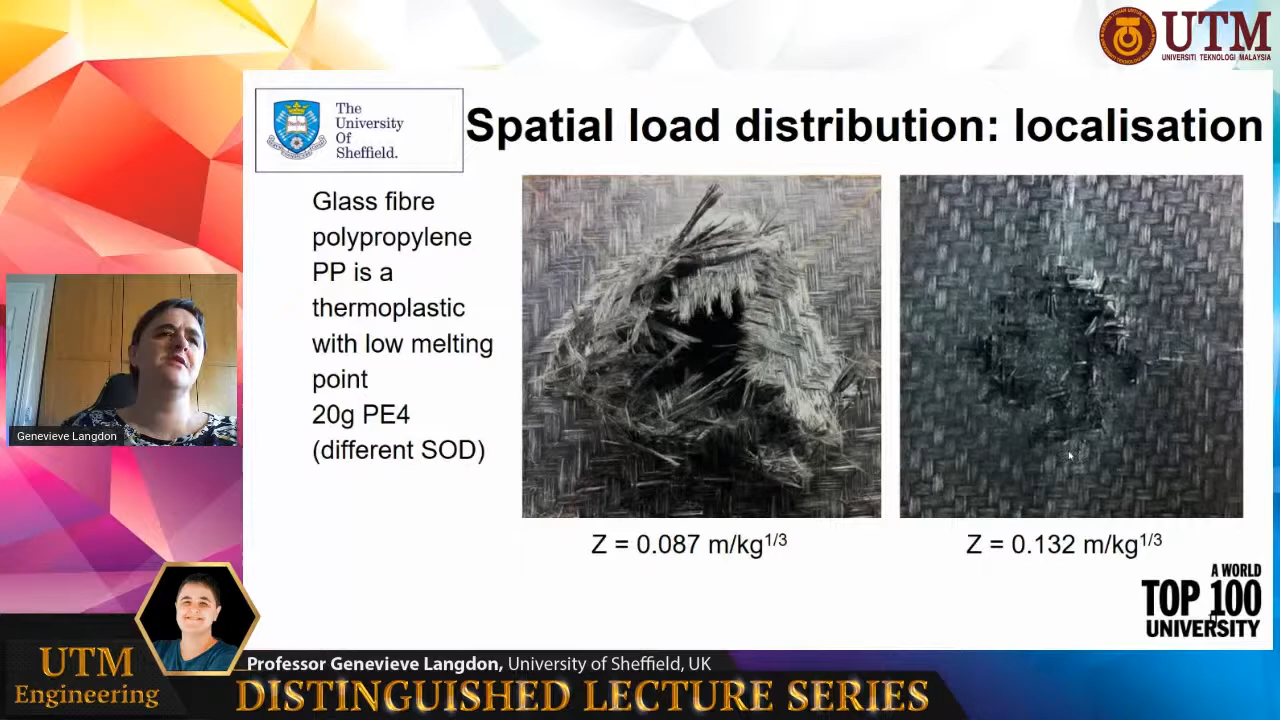 UTM
UNIVERSITI TEKNOLOGI MALAYSIA
The
University
Of
Sheffield.
Spatial load distribution: localisation
Glass fibre
polypropylene
PP is a
thermoplastic
with low melting
point
20g PE4
(different SOD)
Z = 0.087 m/kg1/3
Z = 0.132 m/kg1/3
Genevieve Langdon
A WORLD
TOP 100
UNIVERSITY
UTM
Engineering
Professor Genevieve Langdon, University of Sheffield, UK
DISTINGUISHED LECTURE SERIES